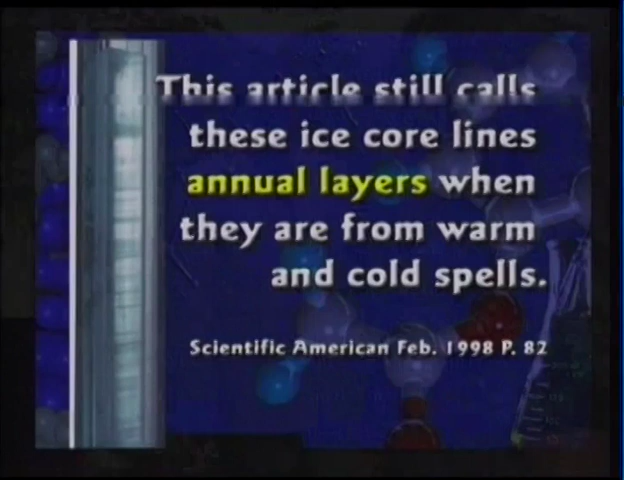 This article still calls
these ice core lines
annual layers when
they are from warm
and cold spells.
Scientific American Feb. 1998 P. 82